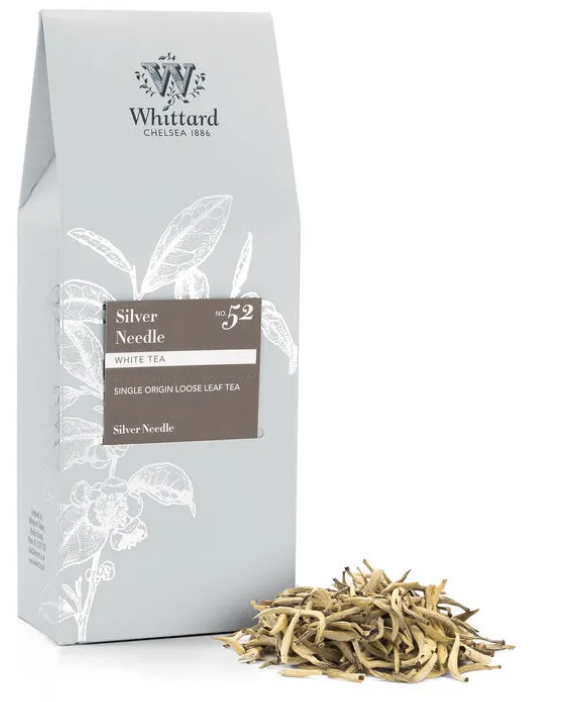 W
Whittard
CHELSEA 1886
Silver
Needle
NO. 52
WHITE TEA
SINGLE ORIGIN LOOSE LEAF TEA
Silver Needle